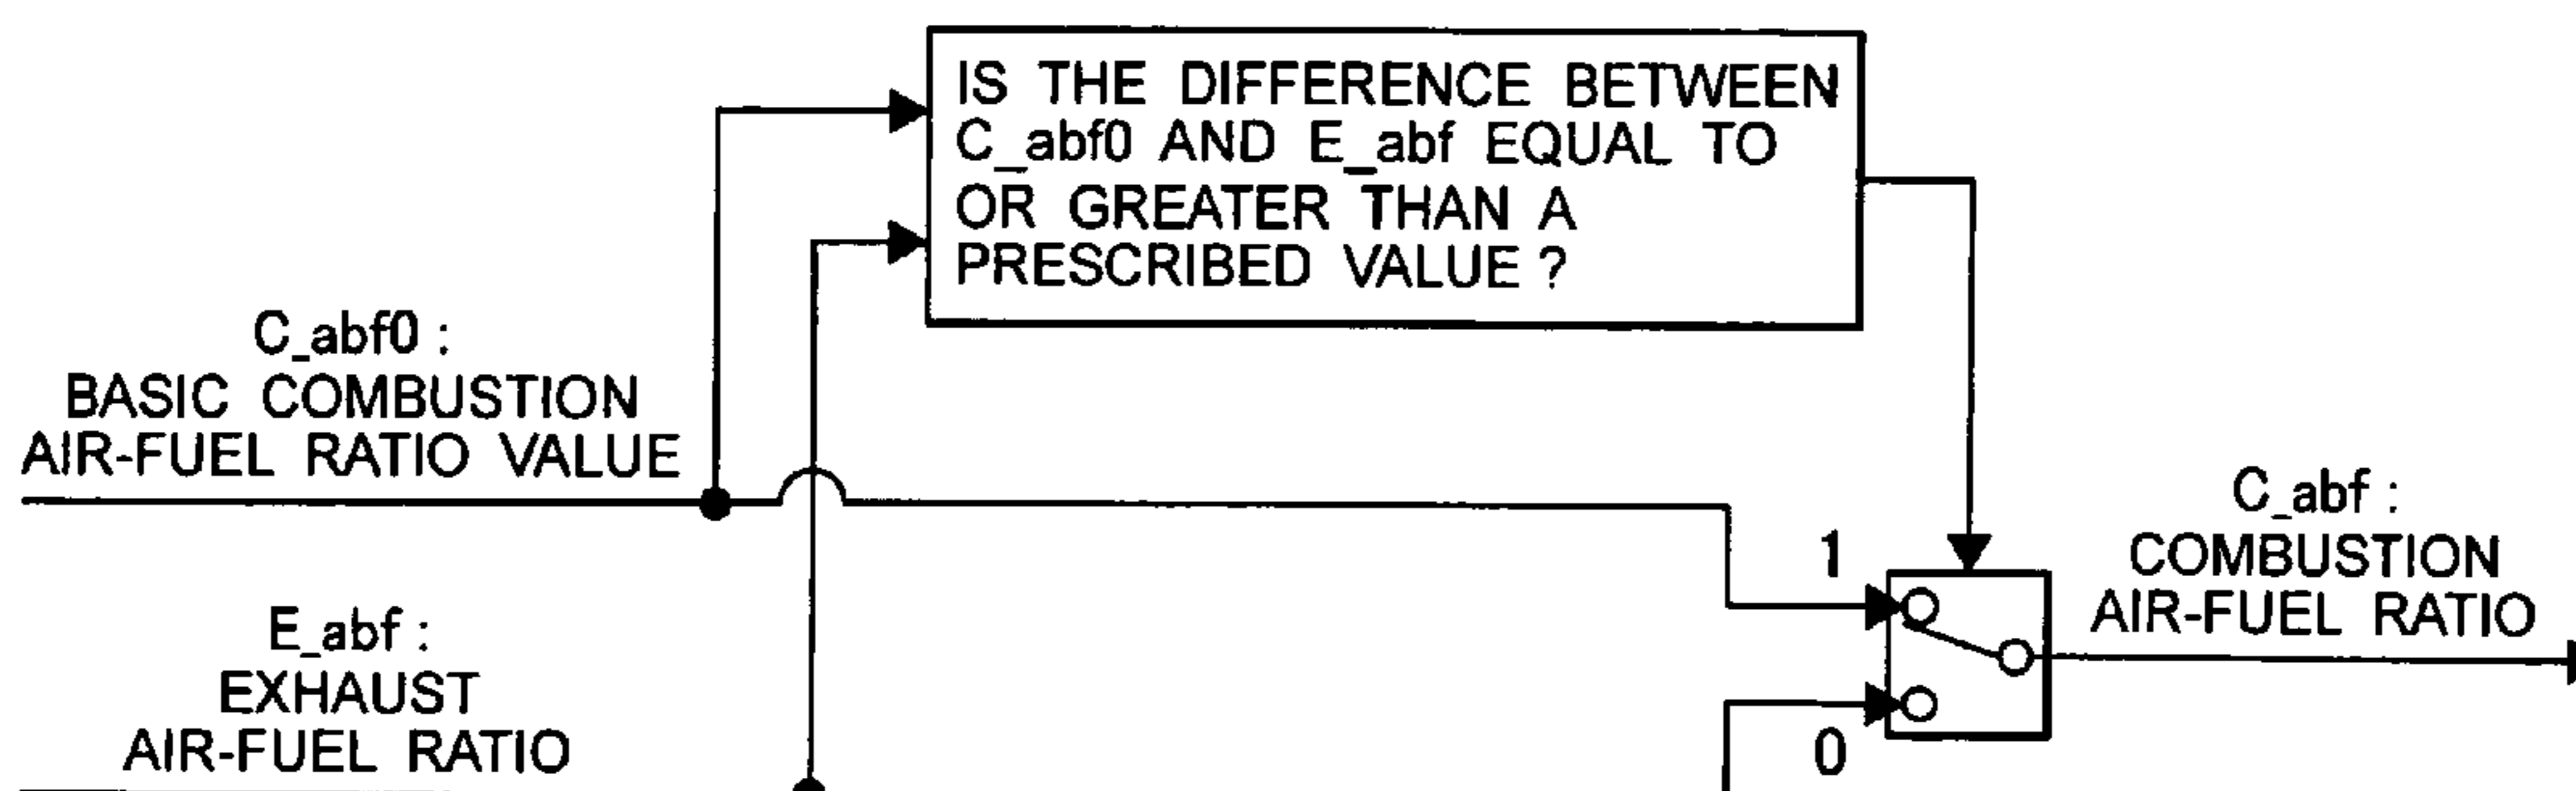 IS THE DIFFERENCE BETWEEN
C_abf0 AND E_abf EQUAL TO
OR GREATER THAN A
PRESCRIBED VALUE ?
C_abf0 :
BASIC COMBUSTION
AIR-FUEL RATIO VALUE
E_abf :
EXHAUST
AIR-FUEL RATIO
1
0
C_abf :
COMBUSTION
AIR-FUEL RATIO